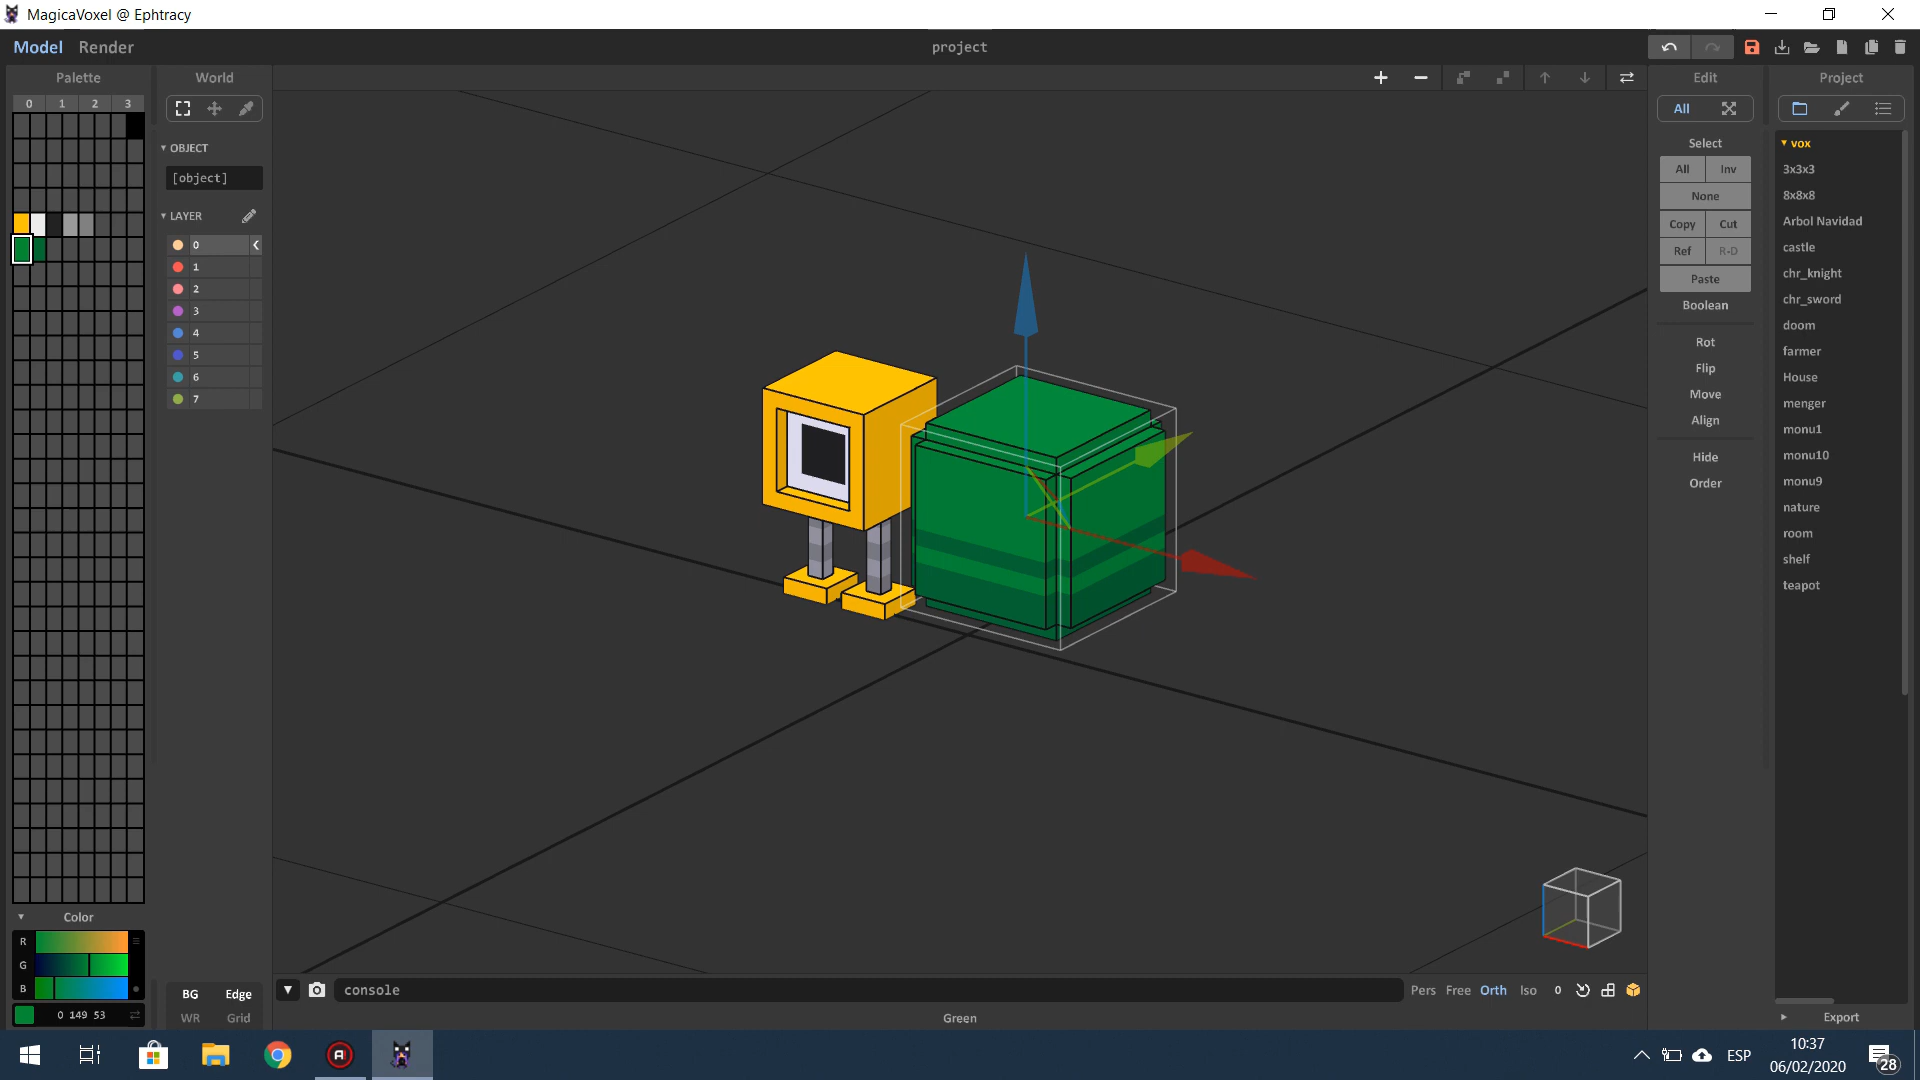 MagicaVoxel @ Ephtracy
Model Render
project
Palette
World
Edit
Project
0 1 2 3
All
OBJECT
[object]
LAYER
0
1
2
3
4
5
6
7
Select
All Inv
None
Copy Cut
Ref R-D
Paste
Boolean
Rot
Flip
Move
Align
Hide
Order
vox
3x3x3
8x8x8
Arbol Navidad
castle
chr_knight
chr_sword
doom
farmer
House
menger
monu1
monu10
monu9
nature
room
shelf
teapot
Color
R
G
B
0 149 53
BG Edge
WR Grid
console
Pers Free Orth Iso 0
Green
Export
ESP
10:37
06/02/2020
28